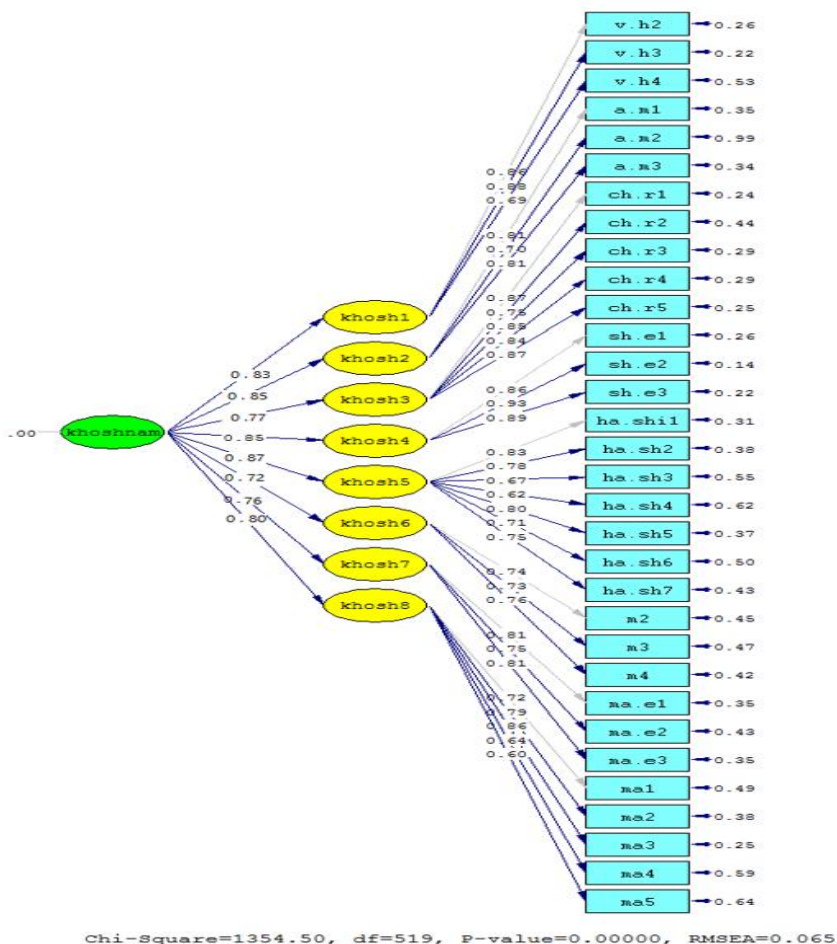 v.h2 0.26
v.h3 0.22
v.h4 0.53
a.m1 0.35
a.m2 0.99
a.m3 0.34
ch.r1 0.24
ch.r2 0.44
ch.r3 0.29
ch.r4 0.29
ch.r5 0.25
sh.e1 0.26
sh.e2 0.14
sh.e3 0.22
ha.shi1 0.31
ha.sh2 0.38
ha.sh3 0.55
ha.sh4 0.62
ha.sh5 0.37
ha.sh6 0.50
ha.sh7 0.43
m2 0.45
m3 0.47
m4 0.42
ma.e1 0.35
ma.e2 0.43
ma.e3 0.35
ma1 0.49
ma2 0.38
ma3 0.25
ma4 0.59
ma5 0.64
0.86
0.88
0.69
0.81
0.70
0.81
0.87
0.75
0.85
0.84
0.87
0.86
0.93
0.89
0.83
0.78
0.67
0.62
0.80
0.71
0.75
0.74
0.73
0.76
0.81
0.75
0.81
0.72
0.79
0.86
0.64
0.60
khosh1
khosh2
khosh3
khosh4
khosh5
khosh6
khosh7
khosh8
0.83
0.85
0.77
0.85
0.87
0.72
0.76
0.80
.00 khoshnam
Chi-Square=1354.50, df=519, P-value=0.00000, RMSEA=0.065